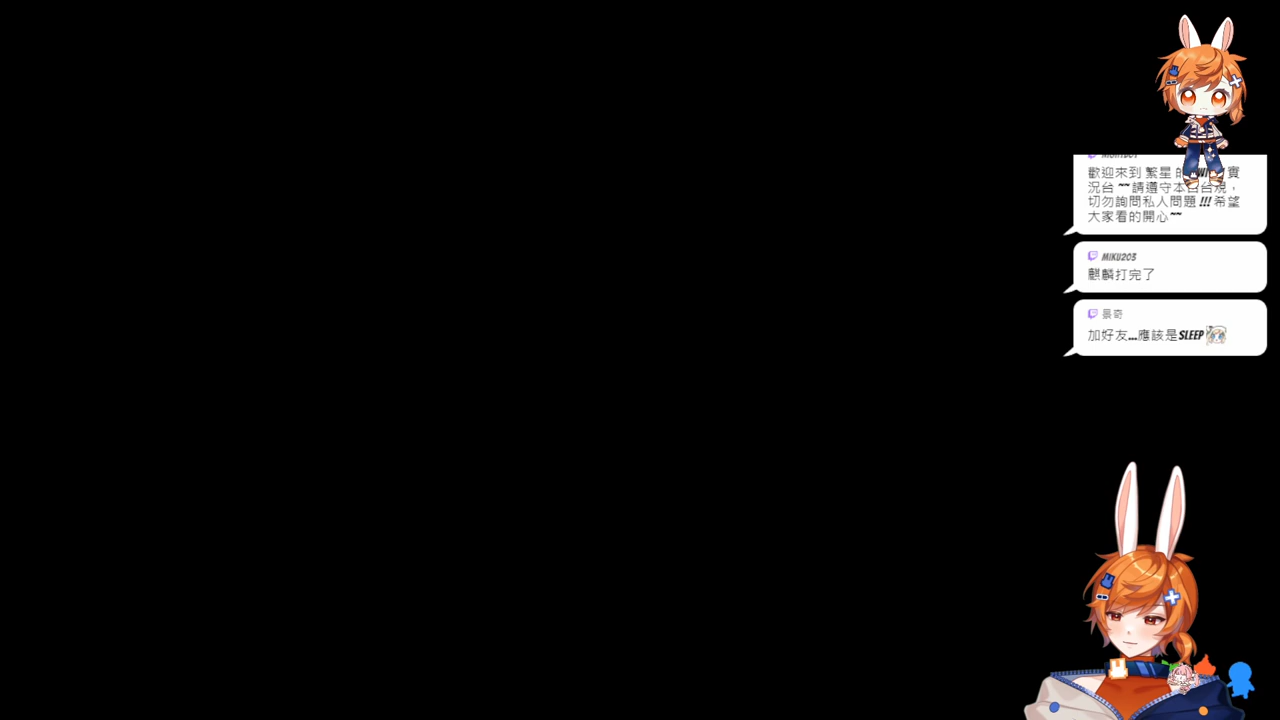 歡迎來到 繁星 的
實
況台 ~~請遵守本台台規，
切勿詢問私人問題 !!! 希望
大家看的開心~~
MIKU203
麒麟打完了
景奇
加好友...應該是SLEEP